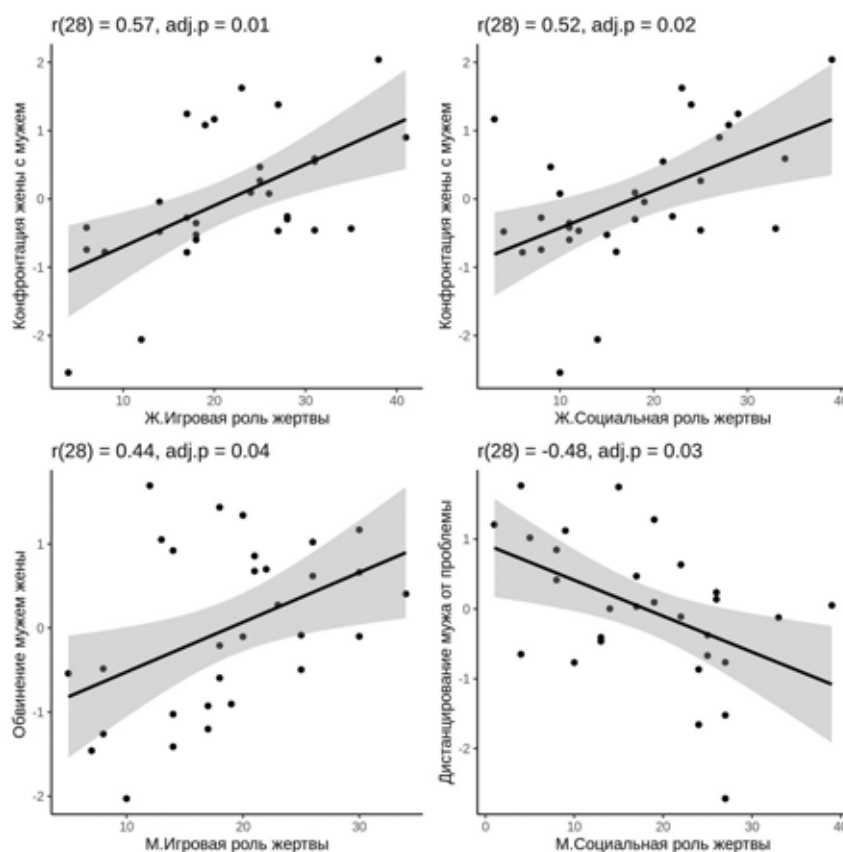 r(28) = 0.57, adj.p = 0.01
Конфронтация жены с мужем
2
1
0
-1
-2
10
20
30
40
Ж.Игровая роль жертвы
r(28) = 0.52, adj.p = 0.02
Конфронтация жены с мужем
2
1
0
-1
-2
10
20
30
40
Ж.Социальная роль жертвы
r(28) = 0.44, adj.p = 0.04
Обвинение мужем жены
1
0
-1
-2
10
20
30
М.Игровая роль жертвы
r(28) = -0.48, adj.p = 0.03
Дистанцирование мужа от проблемы
1
0
-1
-2
0
10
20
30
40
М.Социальная роль жертвы